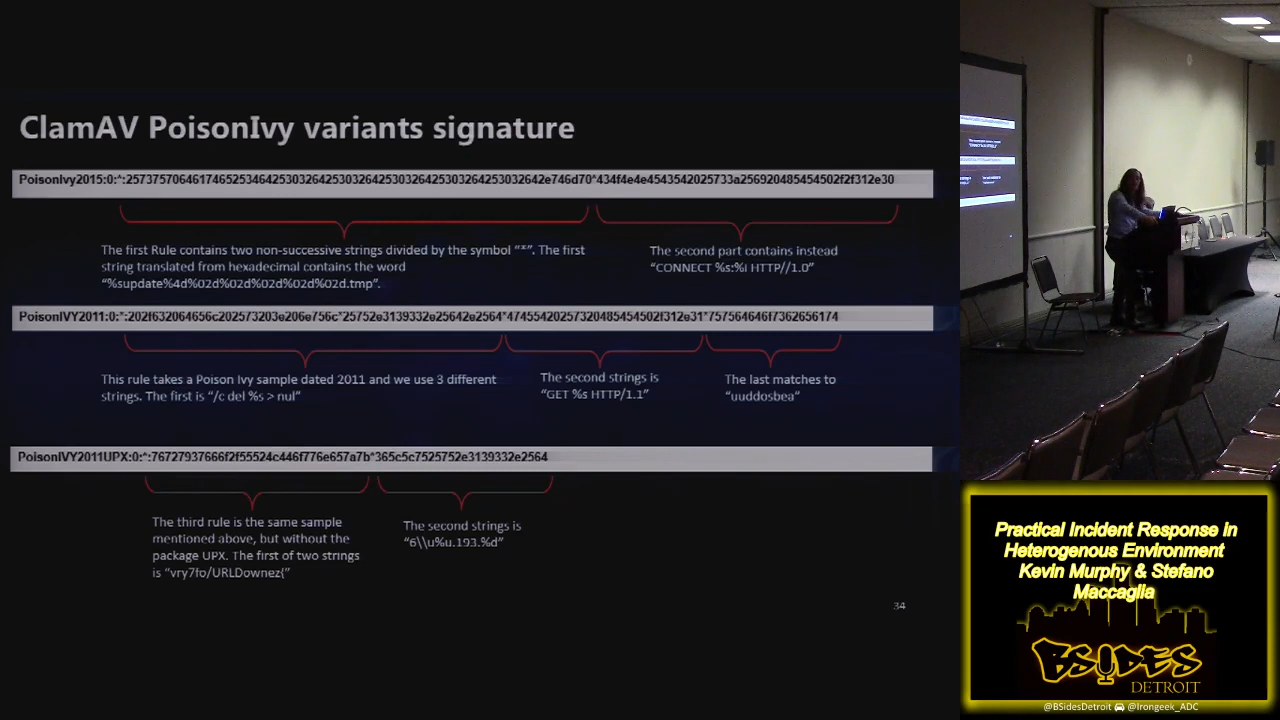 ClamAV PoisonIvy variants signature
PoisonIvy2015:0:*:257375706461746525346425303264253032642530326425303264253032642e746d70*434f4e4e4543542025733a256920485454502f2f312e30
The first Rule contains two non-successive strings divided by the symbol "*". The first
string translated from hexadecimal contains the word
"%supdate%4d%02d%02d%02d%02d%02d.tmp".
The second part contains instead
"CONNECT %s:%i HTTP//1.0"
PoisonIVY2011:0:*:202f632064656c202573203e206e756c*25752e3139332e25642e2564*47455420257320485454502f312e31*757564646f7362656174
This rule takes a Poison Ivy sample dated 2011 and we use 3 different
strings. The first is "/c del %s > nul"
The second strings is
"GET %s HTTP/1.1"
The last matches to
"uuddosbea"
PoisonIVY2011UPX:0:*:76727937666f2f55524c446f776e657a7b*365c5c7525752e3139332e2564
The third rule is the same sample
mentioned above, but without the
package UPX. The first of two strings
is "vry7fo/URLDownez{"
The second strings is
"6\\u%u.193.%d"
34
Practical Incident Response in
Heterogenous Environment
Kevin Murphy & Stefano
Maccaglia
BSIDES
DETROIT
@BSidesDetroit @Irongeek_ADC